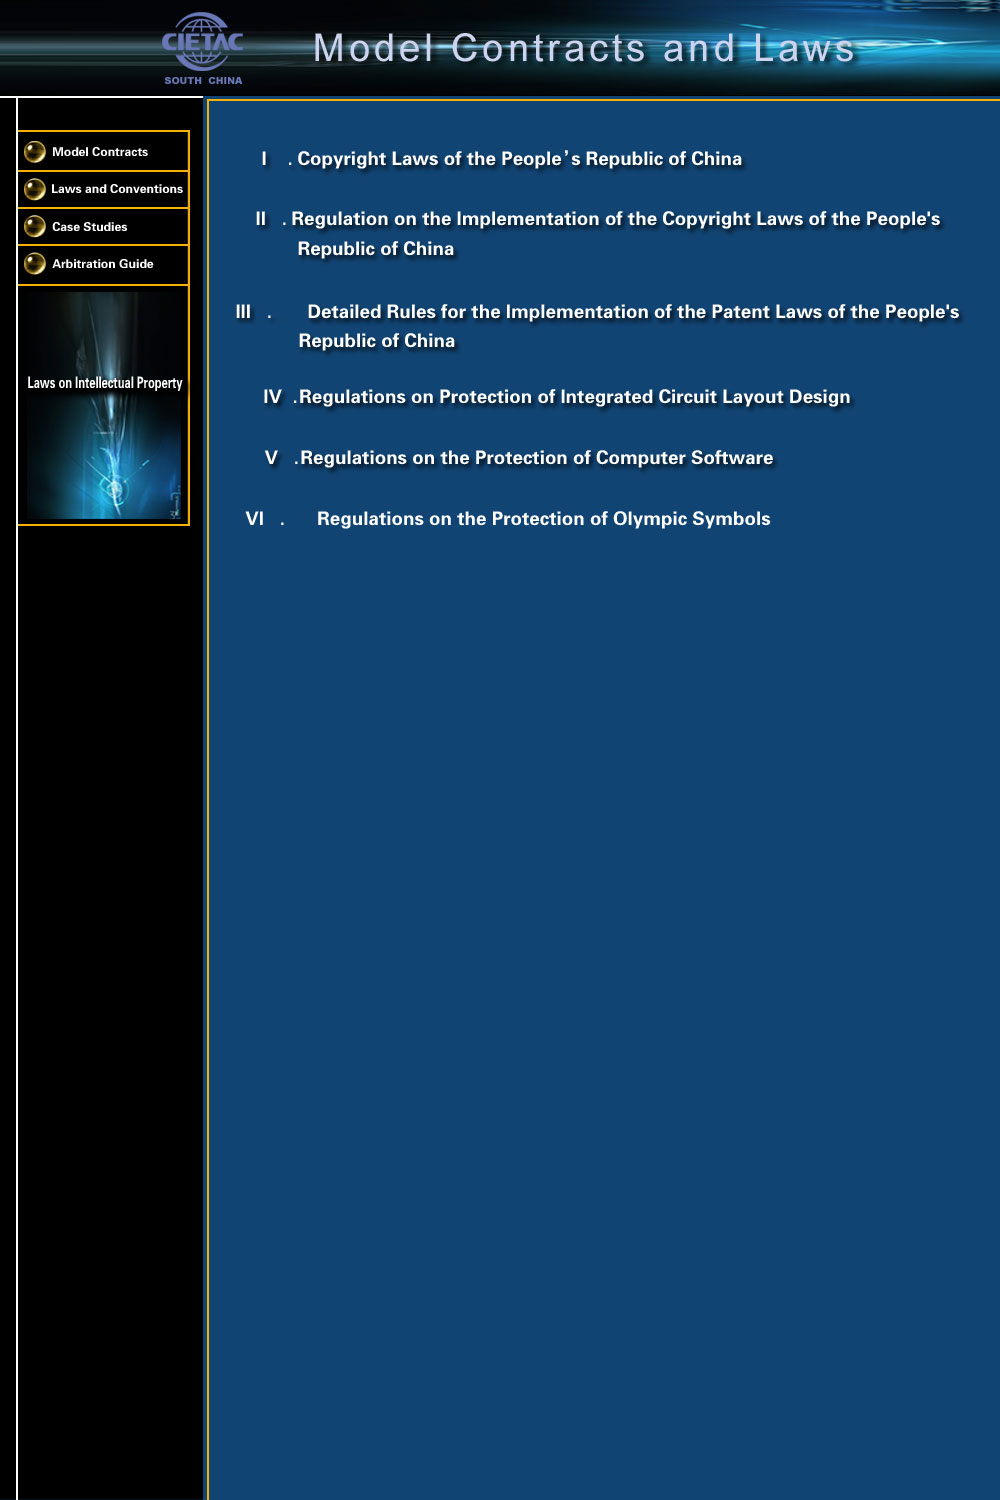 CIETAC
SOUTH CHINA
Model Contracts and Laws
Model Contracts
Laws and Conventions
Case Studies
Arbitration Guide
Laws on Intellectual Property
I . Copyright Laws of the People’s Republic of China
II . Regulation on the Implementation of the Copyright Laws of the People's
Republic of China
III . Detailed Rules for the Implementation of the Patent Laws of the People's
Republic of China
IV .Regulations on Protection of Integrated Circuit Layout Design
V .Regulations on the Protection of Computer Software
VI . Regulations on the Protection of Olympic Symbols